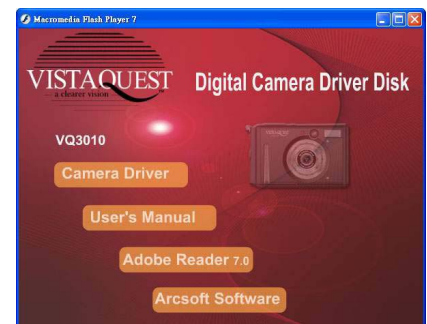 Macromedia Flash Player 7
VISTAQUEST
a clearer vision
Digital Camera Driver Disk
VQ3010
Camera Driver
User's Manual
Adobe Reader 7.0
Arcsoft Software